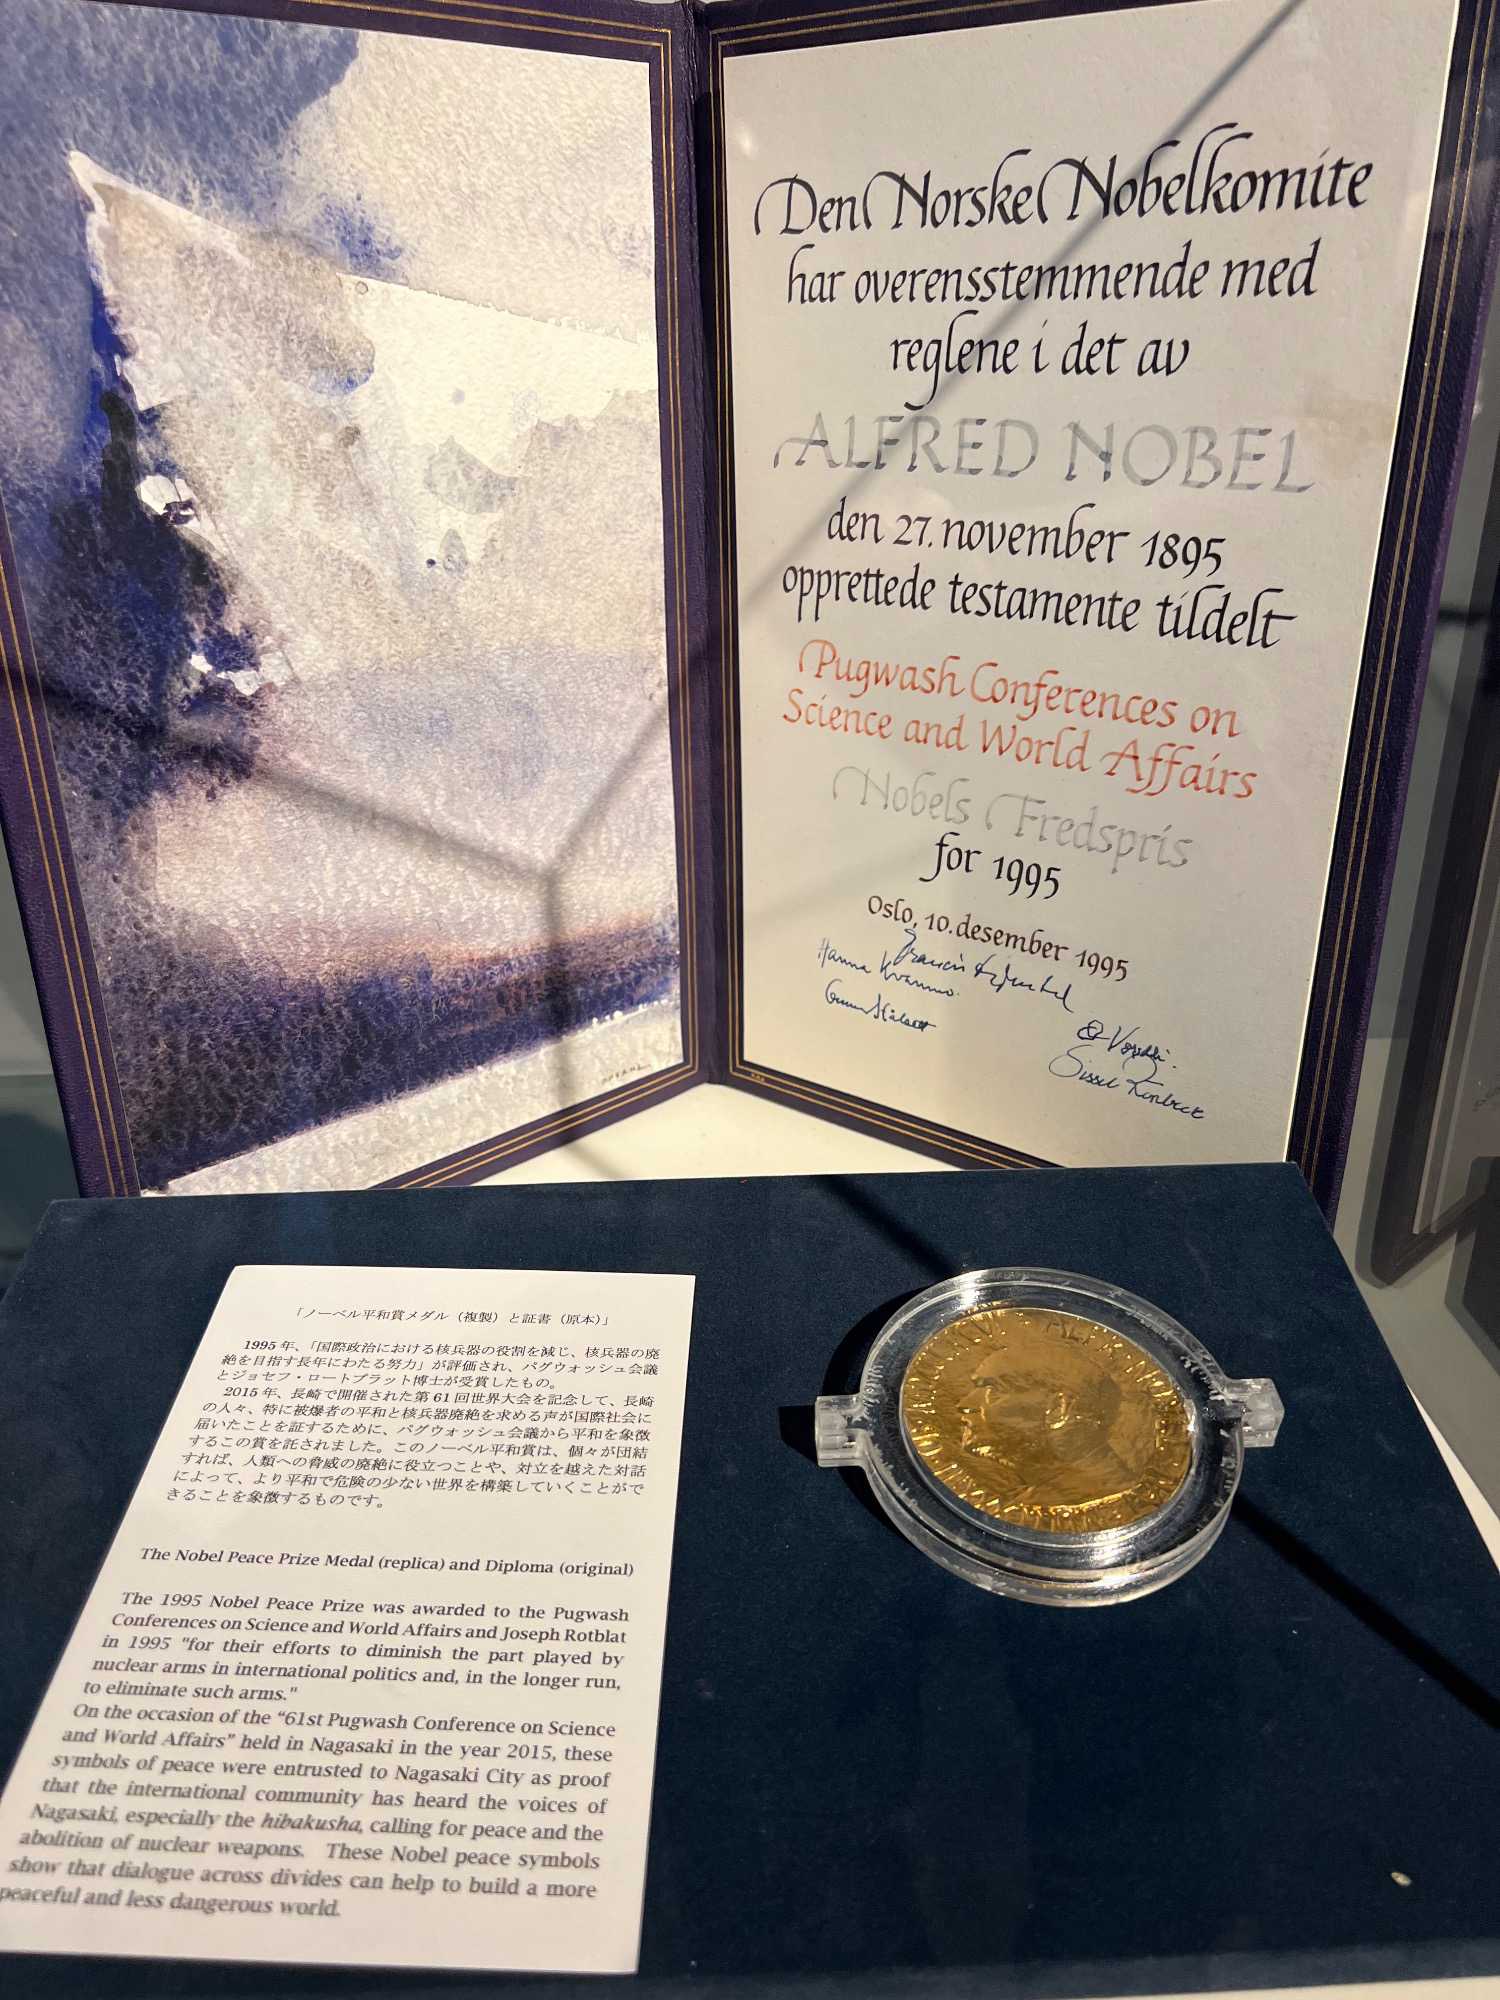 Den Norske Nobelkomite
har overensstemmende med
reglene i det av
ALFRED NOBEL
den 27. november 1895
opprettede testamente tildelt
Pugwash Conferences on
Science and World Affairs
Nobels Fredspris
for 1995
Oslo, 10. desember 1995
Hanna Kvanmo
「ノーベル平和賞メダル（複製）と証書（原本）」
1995年、「国際政治における核兵器の役割を減じ、核兵器の廃
絶を目指す長年にわたる努力」が評価され、パグウォッシュ会議
とジョセフ・ロートブラット博士が受賞したもの。
2015年、長崎で開催された第61回世界大会を記念して、長崎
の人々、特に被爆者の平和と核兵器廃絶を求める声が国際社会に
届いたことを証するために、パグウォッシュ会議から平和を象徴
するこの賞を託されました。このノーベル平和賞は、個々が団結
すれば、人類への脅威の廃絶に役立つことや、対立を越えた対話
によって、より平和で危険の少ない世界を構築していくことがで
きることを象徴するものです。
The Nobel Peace Prize Medal (replica) and Diploma (original)
The 1995 Nobel Peace Prize was awarded to the Pugwash
Conferences on Science and World Affairs and Joseph Rotblat
in 1995 "for their efforts to diminish the part played by
nuclear arms in international politics and, in the longer run,
to eliminate such arms."
On the occasion of the “61st Pugwash Conference on Science
and World Affairs” held in Nagasaki in the year 2015, these
symbols of peace were entrusted to Nagasaki City as proof
that the international community has heard the voices of
Nagasaki, especially the hibakusha, calling for peace and the
abolition of nuclear weapons. These Nobel peace symbols
show that dialogue across divides can help to build a more
peaceful and less dangerous world.